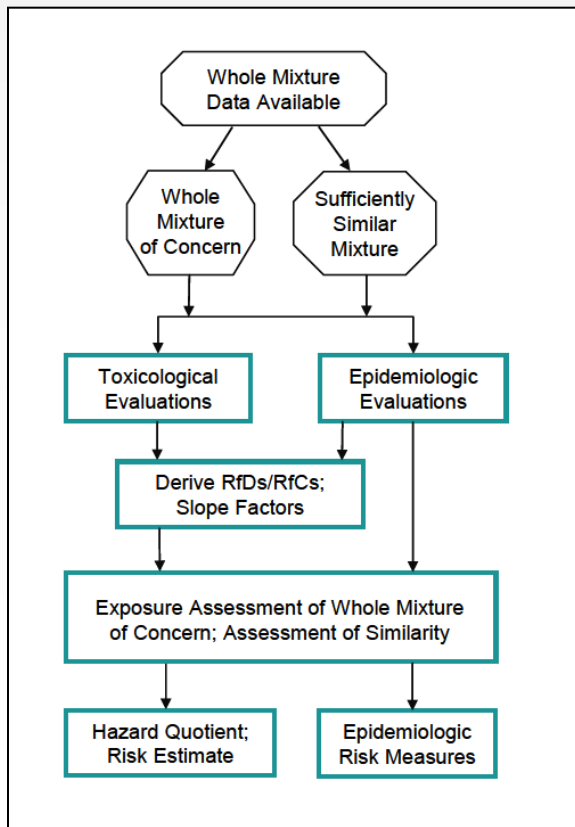 Whole Mixture
Data Available
Whole
Mixture
of Concern
Sufficiently
Similar
Mixture
Toxicological
Evaluations
Epidemiologic
Evaluations
Derive RfDs/RfCs;
Slope Factors
Exposure Assessment of Whole Mixture
of Concern; Assessment of Similarity
Hazard Quotient;
Risk Estimate
Epidemiologic
Risk Measures